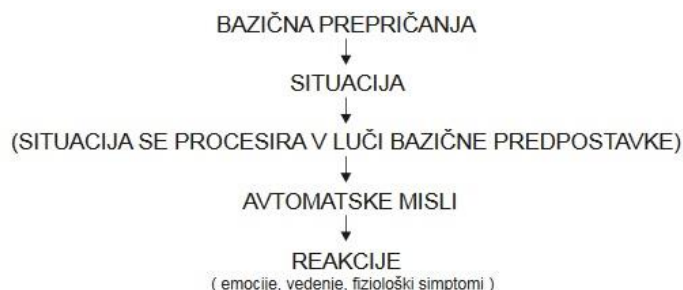 BAZIČNA PREPRIČANJA
SITUACIJA
(SITUACIJA SE PROCESIRA V LUČI BAZIČNE PREDPOSTAVKE)
AVTOMATSKE MISLI
REAKCIJE
( emocije, vedenje, fiziološki simptomi )